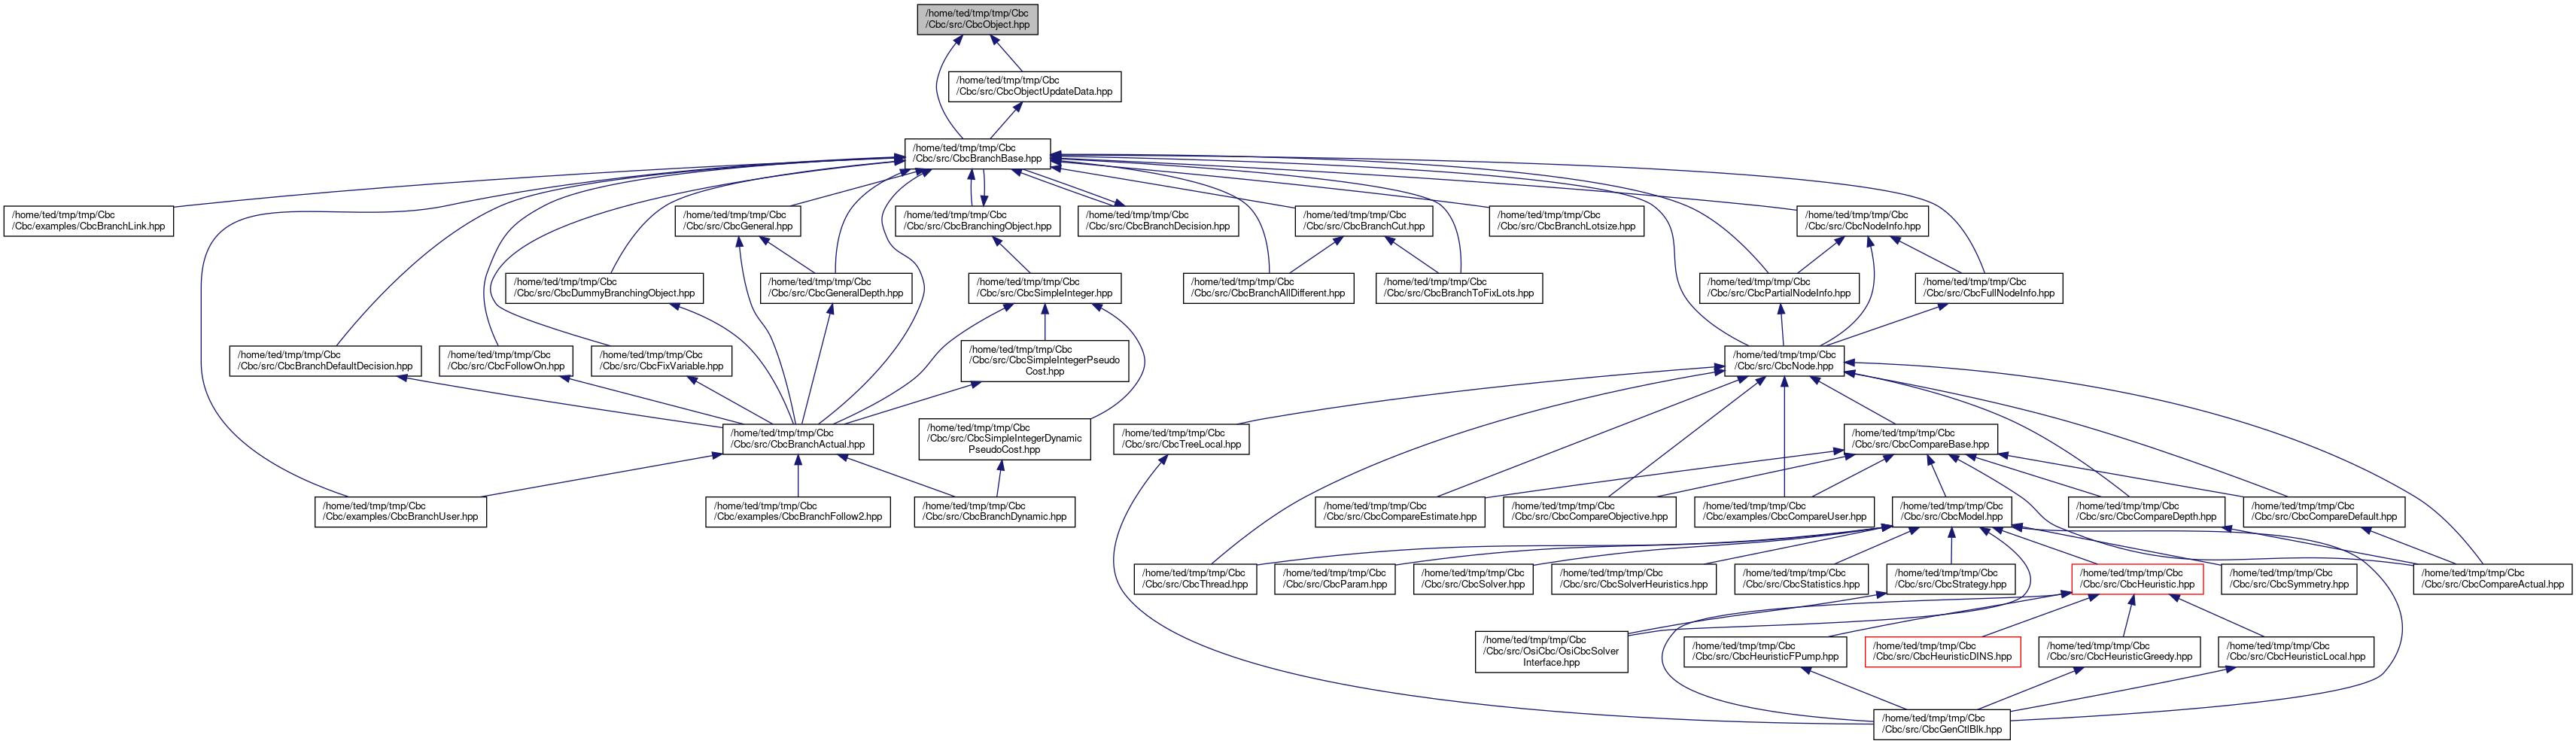 /home/ted/tmp/tmp/Cbc
/Cbc/src/CbcObject.hpp
/home/ted/tmp/tmp/Cbc
/Cbc/src/CbcObjectUpdateData.hpp
/home/ted/tmp/tmp/Cbc
/Cbc/src/CbcBranchBase.hpp
/home/ted/tmp/tmp/Cbc
/Cbc/examples/CbcBranchLink.hpp
/home/ted/tmp/tmp/Cbc
/Cbc/src/CbcGeneral.hpp
/home/ted/tmp/tmp/Cbc
/Cbc/src/CbcBranchingObject.hpp
/home/ted/tmp/tmp/Cbc
/Cbc/src/CbcBranchDecision.hpp
/home/ted/tmp/tmp/Cbc
/Cbc/src/CbcBranchCut.hpp
/home/ted/tmp/tmp/Cbc
/Cbc/src/CbcBranchLotsize.hpp
/home/ted/tmp/tmp/Cbc
/Cbc/src/CbcNodeInfo.hpp
/home/ted/tmp/tmp/Cbc
/Cbc/src/CbcDummyBranchingObject.hpp
/home/ted/tmp/tmp/Cbc
/Cbc/src/CbcGeneralDepth.hpp
/home/ted/tmp/tmp/Cbc
/Cbc/src/CbcSimpleInteger.hpp
/home/ted/tmp/tmp/Cbc
/Cbc/src/CbcBranchAllDifferent.hpp
/home/ted/tmp/tmp/Cbc
/Cbc/src/CbcBranchToFixLots.hpp
/home/ted/tmp/tmp/Cbc
/Cbc/src/CbcPartialNodeInfo.hpp
/home/ted/tmp/tmp/Cbc
/Cbc/src/CbcFullNodeInfo.hpp
/home/ted/tmp/tmp/Cbc
/Cbc/src/CbcBranchDefaultDecision.hpp
/home/ted/tmp/tmp/Cbc
/Cbc/src/CbcFollowOn.hpp
/home/ted/tmp/tmp/Cbc
/Cbc/src/CbcFixVariable.hpp
/home/ted/tmp/tmp/Cbc
/Cbc/src/CbcSimpleIntegerPseudo
Cost.hpp
/home/ted/tmp/tmp/Cbc
/Cbc/src/CbcNode.hpp
/home/ted/tmp/tmp/Cbc
/Cbc/src/CbcBranchActual.hpp
/home/ted/tmp/tmp/Cbc
/Cbc/src/CbcSimpleIntegerDynamic
PseudoCost.hpp
/home/ted/tmp/tmp/Cbc
/Cbc/src/CbcTreeLocal.hpp
/home/ted/tmp/tmp/Cbc
/Cbc/src/CbcCompareBase.hpp
/home/ted/tmp/tmp/Cbc
/Cbc/examples/CbcBranchUser.hpp
/home/ted/tmp/tmp/Cbc
/Cbc/examples/CbcBranchFollow2.hpp
/home/ted/tmp/tmp/Cbc
/Cbc/src/CbcBranchDynamic.hpp
/home/ted/tmp/tmp/Cbc
/Cbc/src/CbcCompareEstimate.hpp
/home/ted/tmp/tmp/Cbc
/Cbc/src/CbcCompareObjective.hpp
/home/ted/tmp/tmp/Cbc
/Cbc/examples/CbcCompareUser.hpp
/home/ted/tmp/tmp/Cbc
/Cbc/src/CbcModel.hpp
/home/ted/tmp/tmp/Cbc
/Cbc/src/CbcCompareDepth.hpp
/home/ted/tmp/tmp/Cbc
/Cbc/src/CbcCompareDefault.hpp
/home/ted/tmp/tmp/Cbc
/Cbc/src/CbcThread.hpp
/home/ted/tmp/tmp/Cbc
/Cbc/src/CbcParam.hpp
/home/ted/tmp/tmp/Cbc
/Cbc/src/CbcSolver.hpp
/home/ted/tmp/tmp/Cbc
/Cbc/src/CbcSolverHeuristics.hpp
/home/ted/tmp/tmp/Cbc
/Cbc/src/CbcStatistics.hpp
/home/ted/tmp/tmp/Cbc
/Cbc/src/CbcStrategy.hpp
/home/ted/tmp/tmp/Cbc
/Cbc/src/CbcHeuristic.hpp
/home/ted/tmp/tmp/Cbc
/Cbc/src/CbcSymmetry.hpp
/home/ted/tmp/tmp/Cbc
/Cbc/src/CbcCompareActual.hpp
/home/ted/tmp/tmp/Cbc
/Cbc/src/OsiCbc/OsiCbcSolver
Interface.hpp
/home/ted/tmp/tmp/Cbc
/Cbc/src/CbcHeuristicFPump.hpp
/home/ted/tmp/tmp/Cbc
/Cbc/src/CbcHeuristicDINS.hpp
/home/ted/tmp/tmp/Cbc
/Cbc/src/CbcHeuristicGreedy.hpp
/home/ted/tmp/tmp/Cbc
/Cbc/src/CbcHeuristicLocal.hpp
/home/ted/tmp/tmp/Cbc
/Cbc/src/CbcGenCtlBlk.hpp